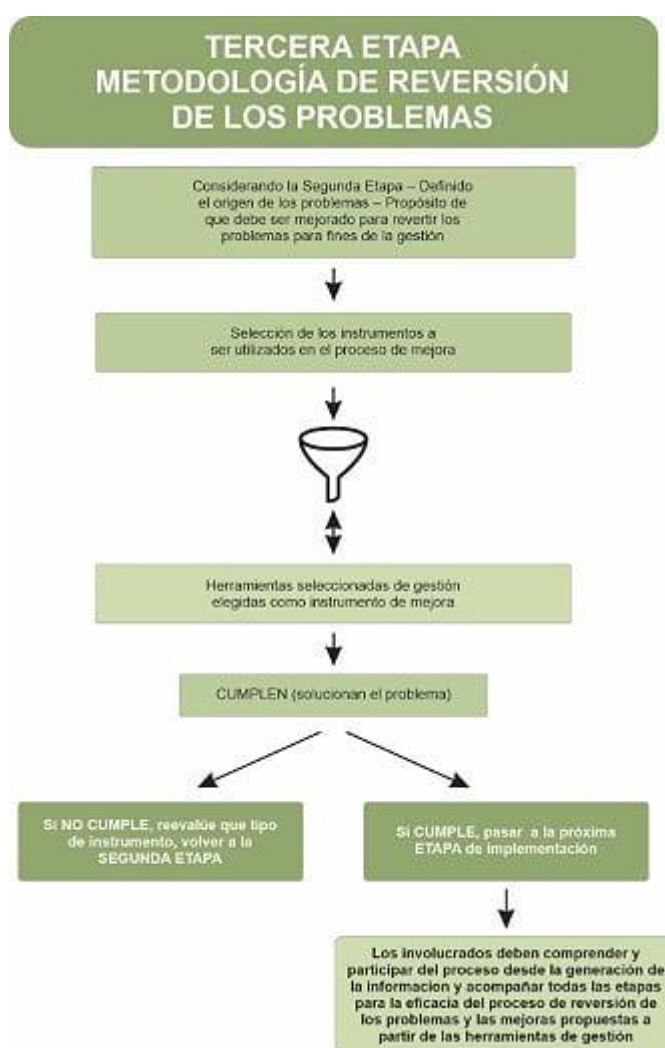 TERCERA ETAPA
METODOLOGÍA DE REVERSIÓN
DE LOS PROBLEMAS
Considerando la Segunda Etapa – Definido
el origen de los problemas – Propósito de
que debe ser mejorado para revertir los
problemas para fines de la gestión
Selección de los instrumentos a
ser utilizados en el proceso de mejora
Herramientas seleccionadas de gestión
elegidas como instrumento de mejora
CUMPLEN (solucionan el problema)
Si NO CUMPLE, reevalúe que tipo
de instrumento, volver a la
SEGUNDA ETAPA
Si CUMPLE, pasar a la próxima
ETAPA de implementación
Los involucrados deben comprender y
participar del proceso desde la generación de
la informacion y acompañar todas las etapas
para la eficacia del proceso de reversión de
los problemas y las mejoras propuestas a
partir de las herramientas de gestión